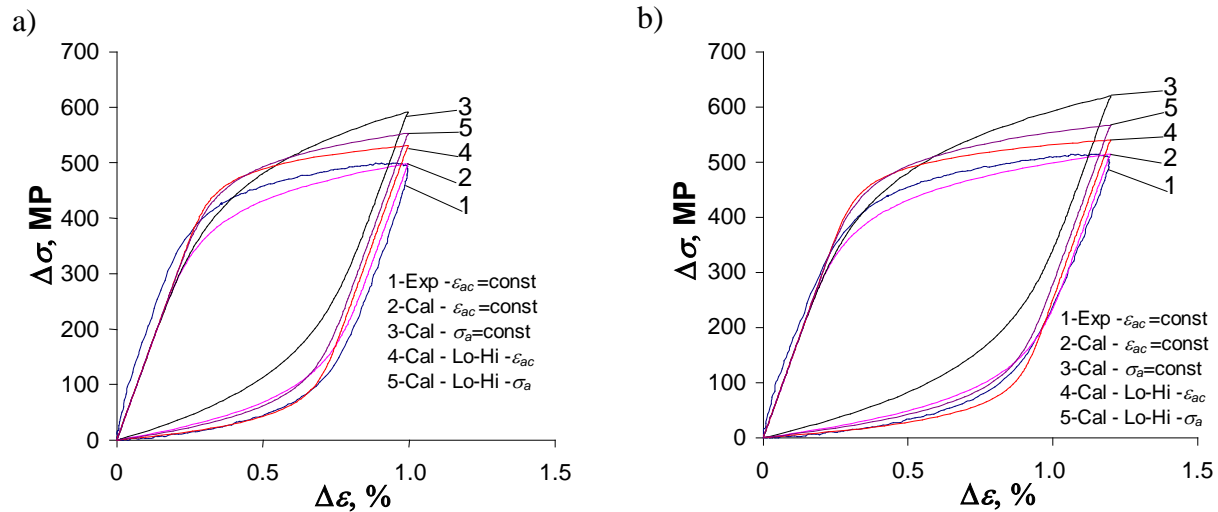 a)
700
600
500
400
300
200
100
0
0
0.5
1.0
1.5
Δσ, MP
Δε, %
3
5
4
2
1
1-Exp -εac=const
2-Cal - εac=const
3-Cal - σa=const
4-Cal - Lo-Hi -εac
5-Cal - Lo-Hi -σa
b)
700
600
500
400
300
200
100
0
0
0.5
1.0
1.5
Δσ, MP
Δε, %
3
5
4
2
1
1-Exp -εac=const
2-Cal - εac=const
3-Cal - σa=const
4-Cal - Lo-Hi -εac
5-Cal - Lo-Hi -σa